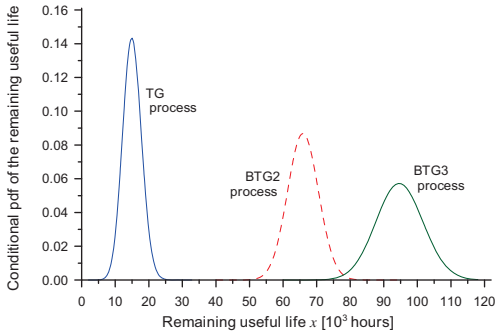 Conditional pdf of the remaining useful life
0.16
0.14
0.12
0.10
0.08
0.06
0.04
0.02
0.00
TG
process
BTG2
process
BTG3
process
0 10 20 30 40 50 60 70 80 90 100 110 120
Remaining useful life x [10³ hours]